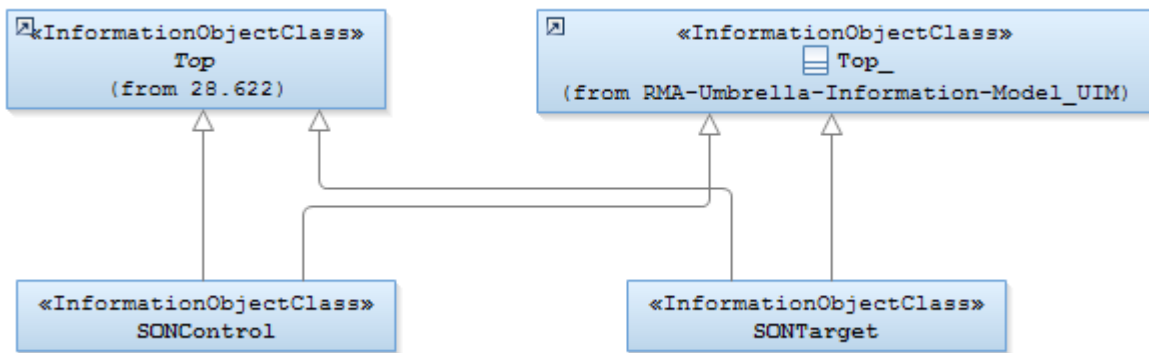 «InformationObjectClass»
Top
(from 28.622)
«InformationObjectClass»
Top_
(from RMA-Umbrella-Information-Model_UIM)
«InformationObjectClass»
SONControl
«InformationObjectClass»
SONTarget